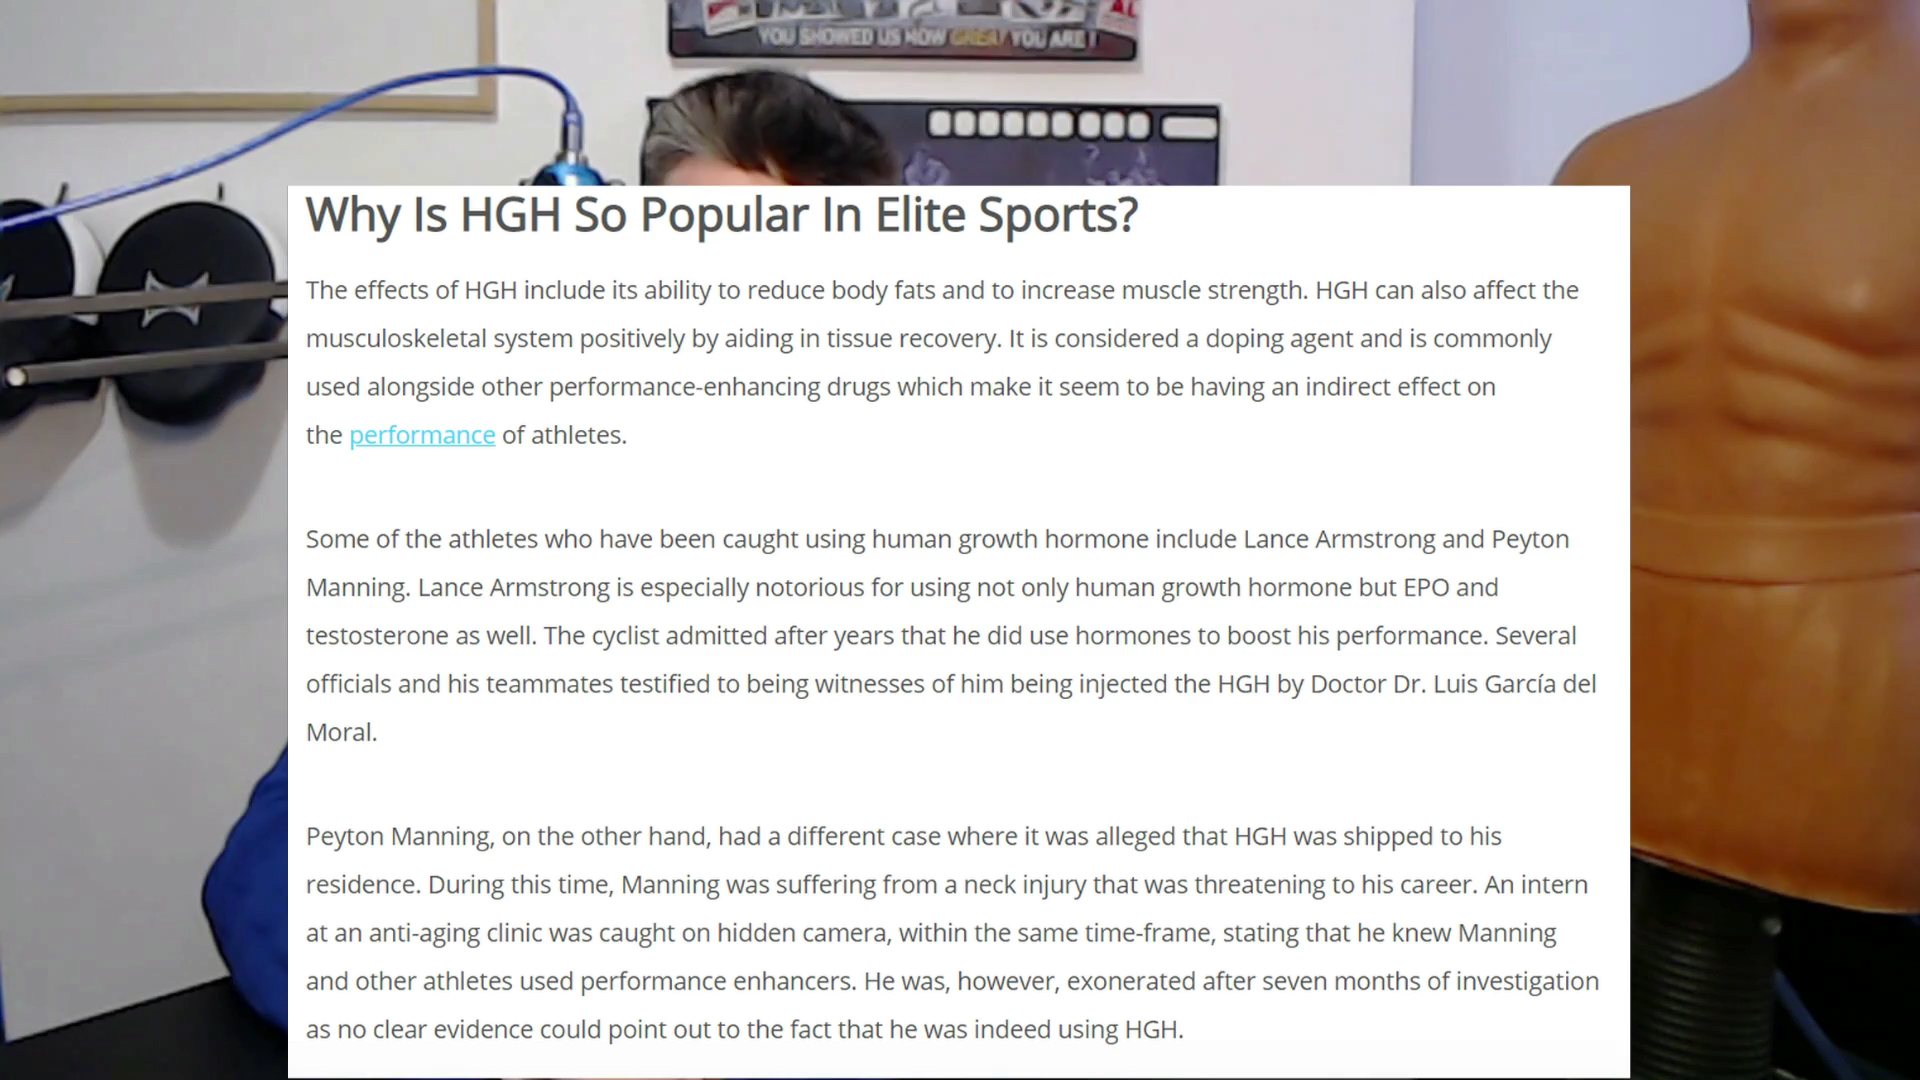 YOU SHOWED US HOW GREAT YOU ARE !
Why Is HGH So Popular In Elite Sports?
The effects of HGH include its ability to reduce body fats and to increase muscle strength. HGH can also affect the
musculoskeletal system positively by aiding in tissue recovery. It is considered a doping agent and is commonly
used alongside other performance-enhancing drugs which make it seem to be having an indirect effect on
the performance of athletes.
Some of the athletes who have been caught using human growth hormone include Lance Armstrong and Peyton
Manning. Lance Armstrong is especially notorious for using not only human growth hormone but EPO and
testosterone as well. The cyclist admitted after years that he did use hormones to boost his performance. Several
officials and his teammates testified to being witnesses of him being injected the HGH by Doctor Dr. Luis García del
Moral.
Peyton Manning, on the other hand, had a different case where it was alleged that HGH was shipped to his
residence. During this time, Manning was suffering from a neck injury that was threatening to his career. An intern
at an anti-aging clinic was caught on hidden camera, within the same time-frame, stating that he knew Manning
and other athletes used performance enhancers. He was, however, exonerated after seven months of investigation
as no clear evidence could point out to the fact that he was indeed using HGH.